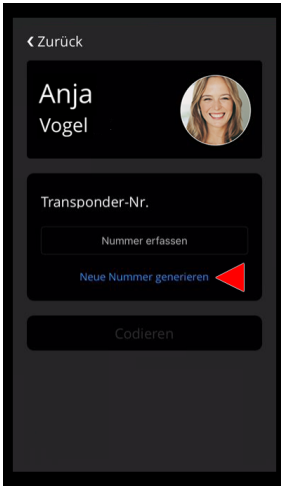 ‹ Zurück
Anja
Vogel
Transponder-Nr.
Nummer erfassen
Neue Nummer generieren
Codieren